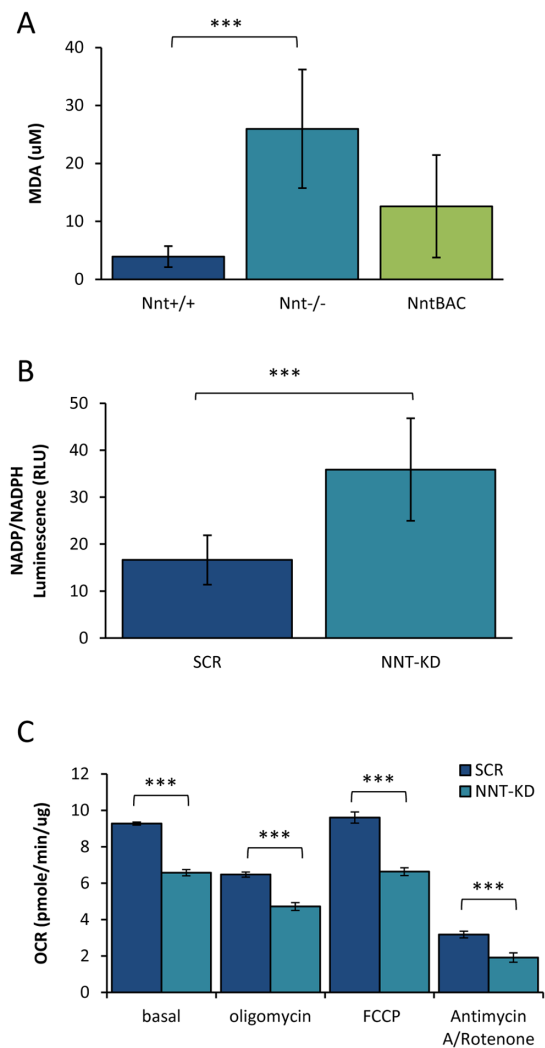 A
***
MDA (uM)
40
30
20
10
0
Nnt+/+ Nnt-/- NntBAC
B
***
NADP/NADPH
Luminescence (RLU)
50
40
30
20
10
0
SCR NNT-KD
C
SCR
NNT-KD
*** *** *** ***
OCR (pmole/min/ug)
12
10
8
6
4
2
0
basal oligomycin FCCP Antimycin
A/Rotenone